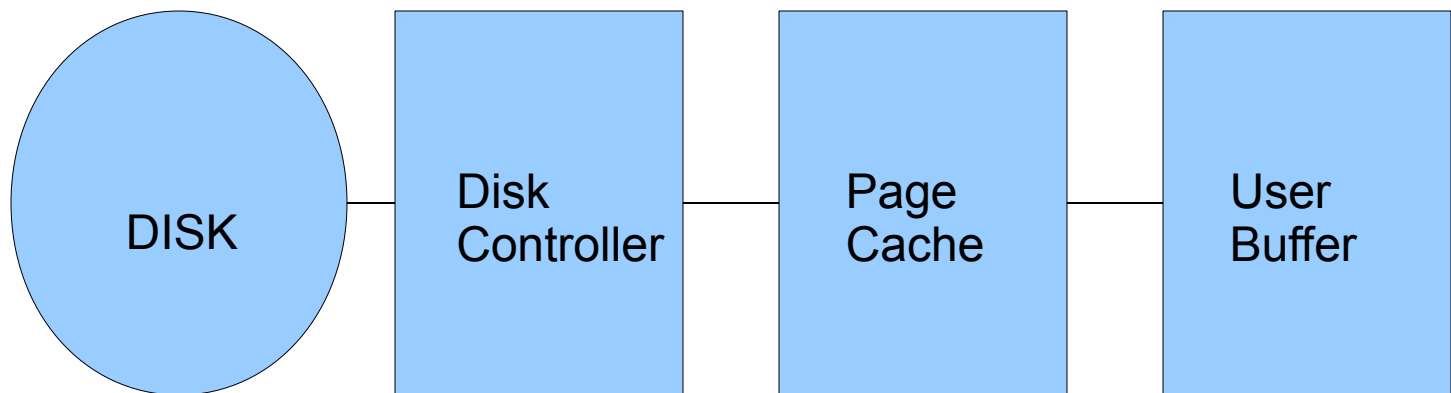 DISK
Disk
Controller
Page
Cache
User
Buffer